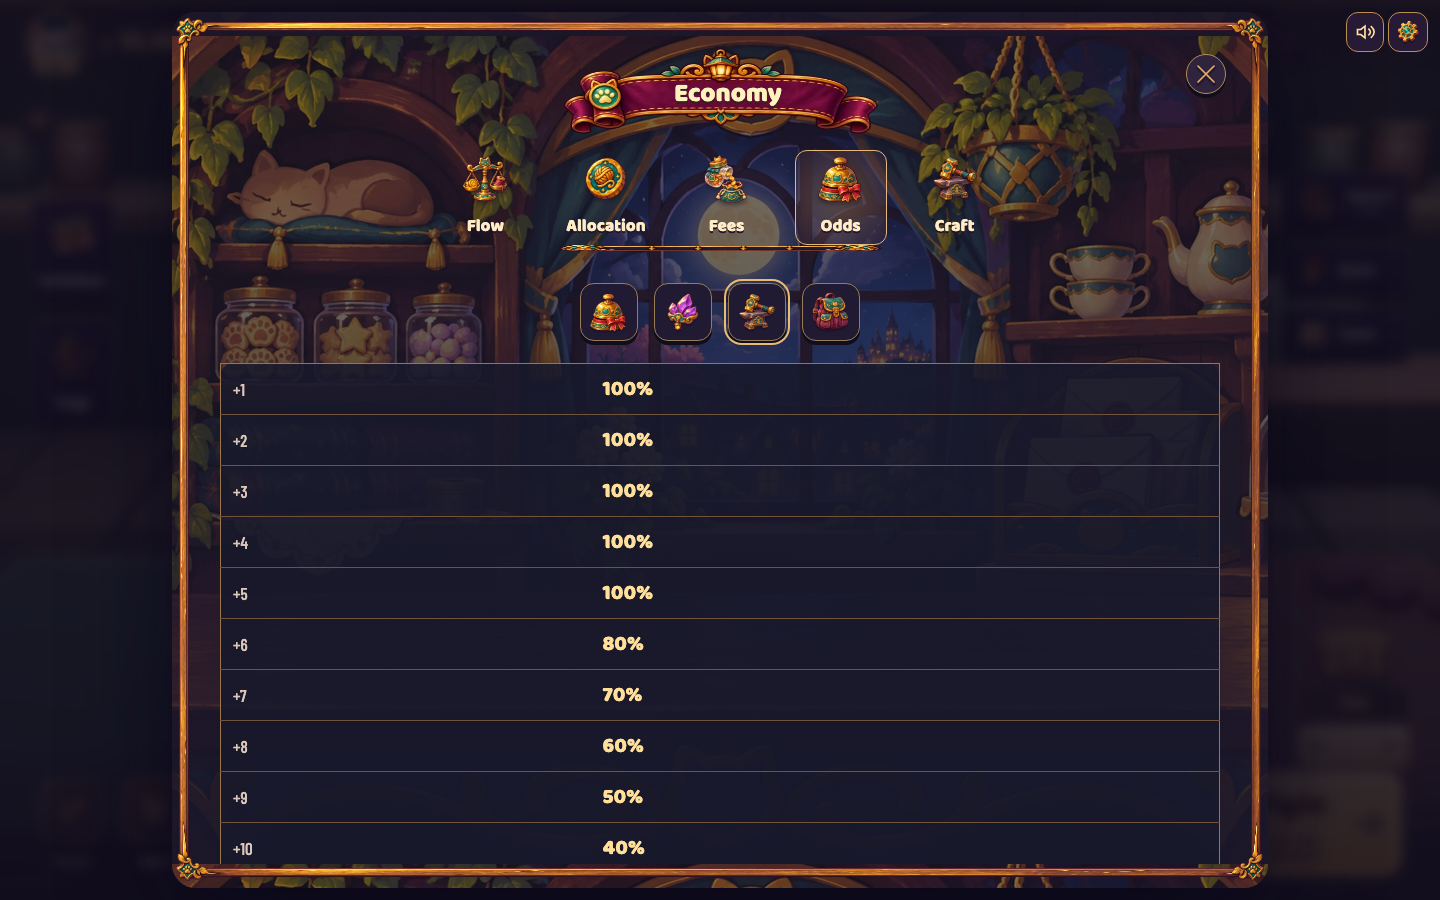 Economy
Flow
Allocation
Fees
Odds
Craft
+1 100%
+2 100%
+3 100%
+4 100%
+5 100%
+6 80%
+7 70%
+8 60%
+9 50%
+10 40%